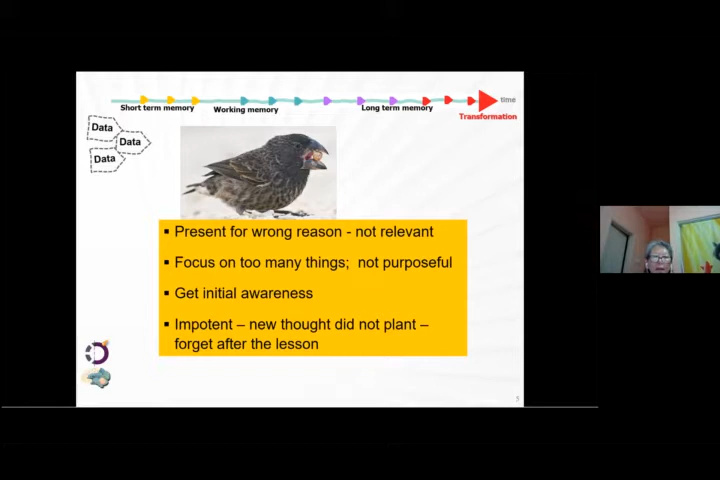 time
Short term memory
Working memory
Long term memory
Transformation
Data
Data
Data
▪ Present for wrong reason - not relevant
▪ Focus on too many things; not purposeful
▪ Get initial awareness
▪ Impotent – new thought did not plant –
forget after the lesson
5